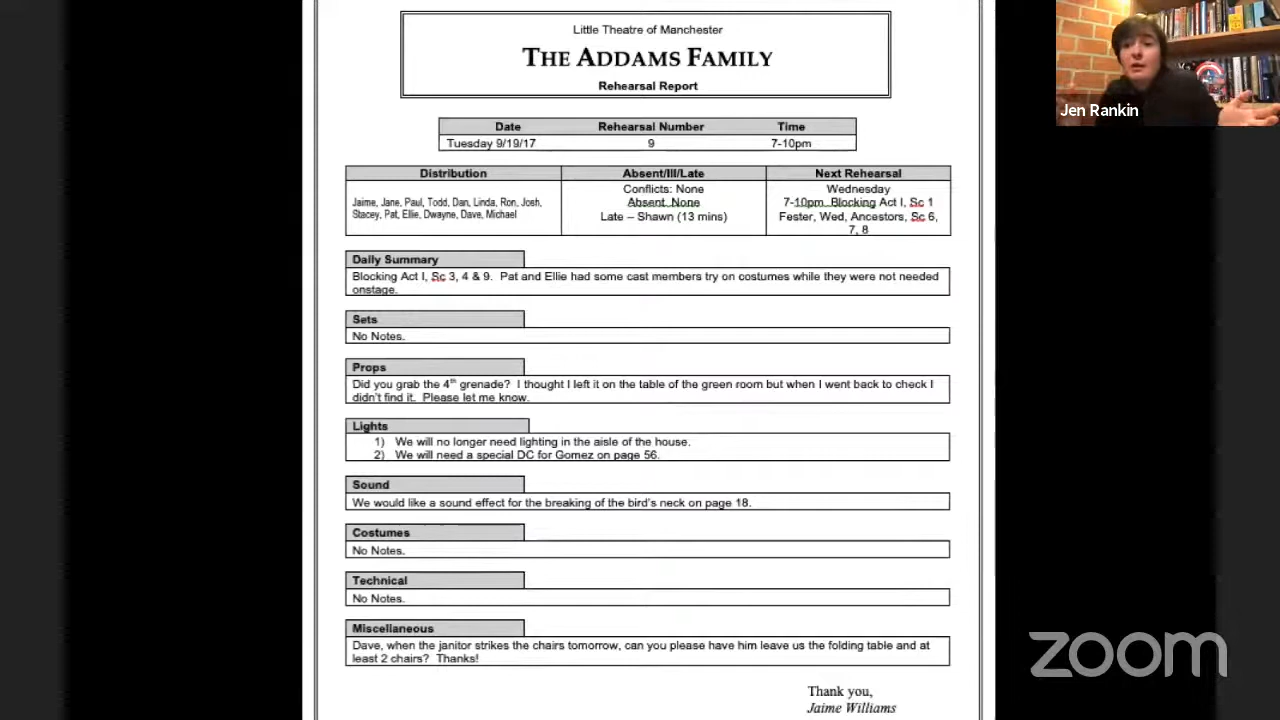 Little Theatre of Manchester
THE ADDAMS FAMILY
Rehearsal Report
Jen Rankin
Date Rehearsal Number Time
Tuesday 9/19/17 9 7-10pm
Distribution Absent/Ill/Late Next Rehearsal
Jaime, Jane, Paul, Todd, Dan, Linda, Ron, Josh,
Stacey, Pat, Ellie, Dwayne, Dave, Michael
Conflicts: None
Absent: None
Late – Shawn (13 mins)
Wednesday
7-10pm Blocking Act I, Sc 1
Fester, Wed, Ancestors, Sc 6,
7, 8
Daily Summary
Blocking Act I, Sc 3, 4 & 9. Pat and Ellie had some cast members try on costumes while they were not needed
onstage.
Sets
No Notes.
Props
Did you grab the 4th grenade? I thought I left it on the table of the green room but when I went back to check I
didn't find it. Please let me know.
Lights
1) We will no longer need lighting in the aisle of the house.
2) We will need a special DC for Gomez on page 56.
Sound
We would like a sound effect for the breaking of the bird's neck on page 18.
Costumes
No Notes.
Technical
No Notes.
Miscellaneous
Dave, when the janitor strikes the chairs tomorrow, can you please have him leave us the folding table and at
least 2 chairs? Thanks!
Thank you,
Jaime Williams
zoom